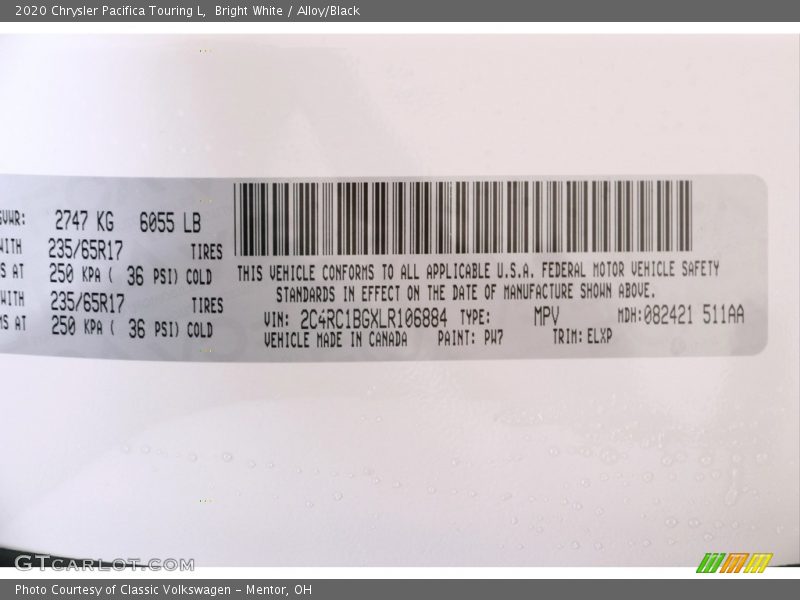 2020 Chrysler Pacifica Touring L, Bright White / Alloy/Black
GVWR: 2747 KG 6055 LB
WITH 235/65R17 TIRES
S AT 250 KPA ( 36 PSI) COLD
WITH 235/65R17 TIRES
MS AT 250 KPA ( 36 PSI) COLD
THIS VEHICLE CONFORMS TO ALL APPLICABLE U.S.A. FEDERAL MOTOR VEHICLE SAFETY
STANDARDS IN EFFECT ON THE DATE OF MANUFACTURE SHOWN ABOVE.
VIN: 2C4RC1BGXLR106884 TYPE: MPV MDH:082421 511AA
VEHICLE MADE IN CANADA PAINT: PW7 TRIM: ELXP
GTCARLOT.COM
Photo Courtesy of Classic Volkswagen - Mentor, OH